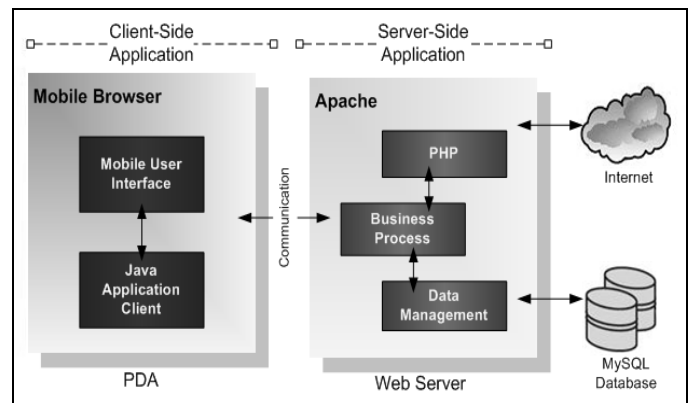 Client-Side
Application
Server-Side
Application
Mobile Browser
Mobile User
Interface
Java
Application
Client
PDA
Communication
Apache
PHP
Business
Process
Data
Management
Web Server
Internet
MySQL
Database